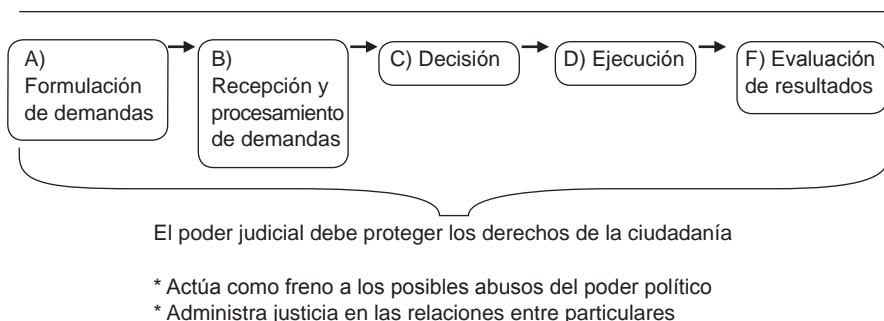 A)
Formulación
de demandas
B)
Recepción y
procesamiento
de demandas
C) Decisión
D) Ejecución
F) Evaluación
de resultados
El poder judicial debe proteger los derechos de la ciudadanía
* Actúa como freno a los posibles abusos del poder político
* Administra justicia en las relaciones entre particulares